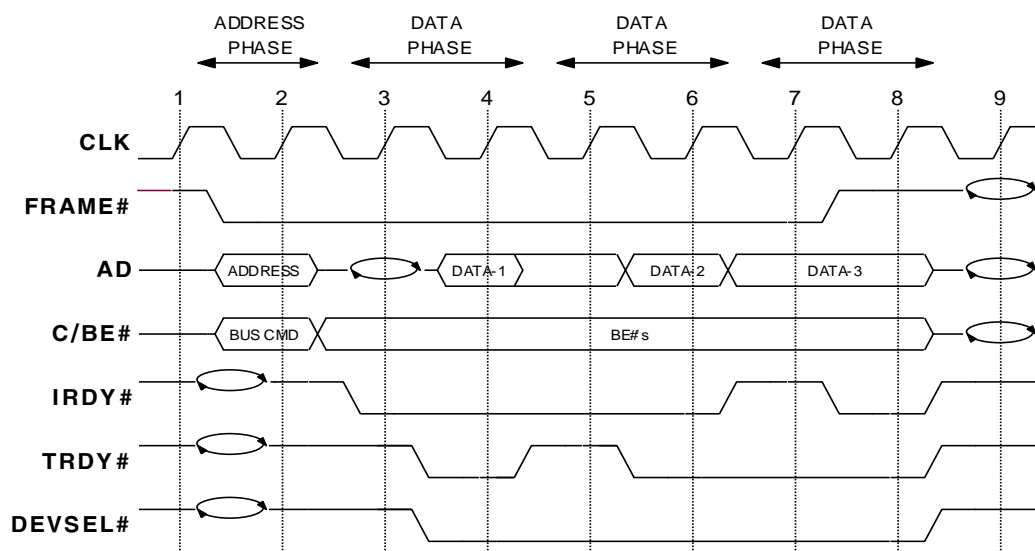 ADDRESS PHASE
DATA PHASE
DATA PHASE
DATA PHASE
1 2 3 4 5 6 7 8 9
CLK
FRAME#
AD ADDRESS DATA-1 DATA-2 DATA-3
C/BE# BUS CMD BE#'s
IRDY#
TRDY#
DEVSEL#